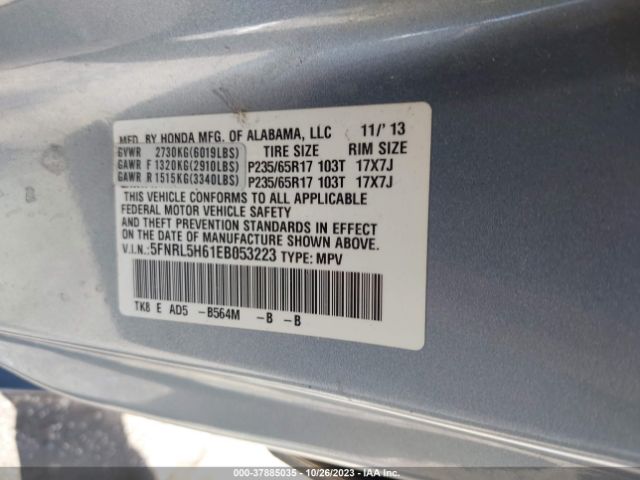 MFD. BY HONDA MFG. OF ALABAMA, LLC 11/'13
GVWR 2730KG(6019LBS) TIRE SIZE RIM SIZE
GAWR F 1320KG(2910LBS) P235/65R17 103T 17X7J
GAWR R 1515KG(3340LBS) P235/65R17 103T 17X7J
THIS VEHICLE CONFORMS TO ALL APPLICABLE
FEDERAL MOTOR VEHICLE SAFETY
AND THEFT PREVENTION STANDARDS IN EFFECT
ON THE DATE OF MANUFACTURE SHOWN ABOVE.
V.I.N.:5FNRL5H61EB053223 TYPE: MPV
TK8 E AD5 -B564M -B -B
000-37885035 - 10/26/2023 - IAA Inc.